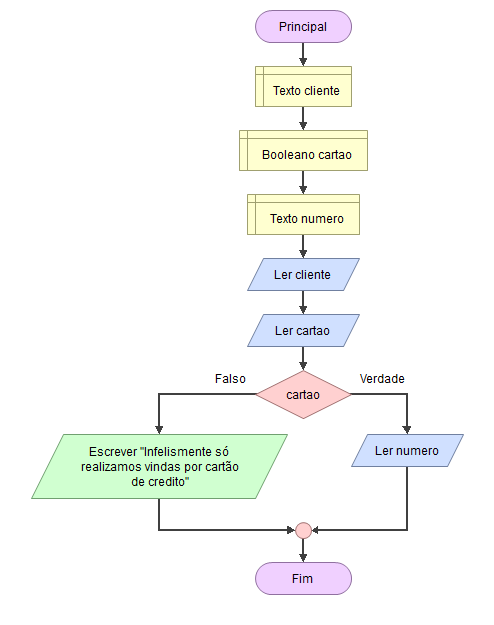 Principal
Texto cliente
Booleano cartao
Texto numero
Ler cliente
Ler cartao
Falso
Verdade
cartao
Escrever "Infelismente só
realizamos vindas por cartão
de credito"
Ler numero
Fim